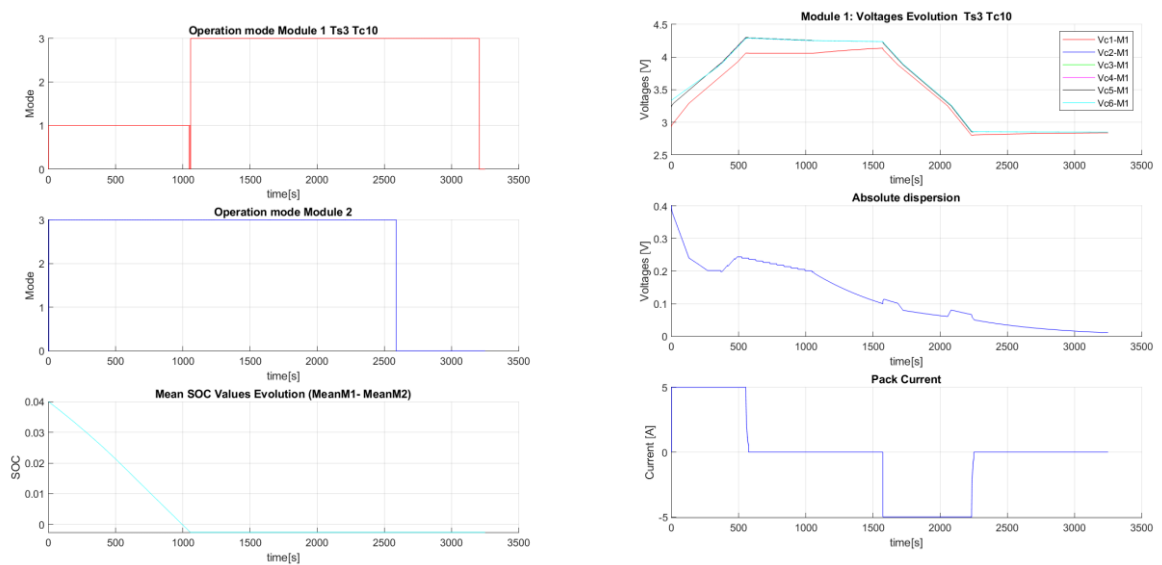 Operation mode Module 1 Ts3 Tc10
Mode
3
2
1
0
0 500 1000 1500 2000 2500 3000 3500
time[s]
Operation mode Module 2
Mode
3
2
1
0
0 500 1000 1500 2000 2500 3000 3500
time[s]
Mean SOC Values Evolution (MeanM1- MeanM2)
SOC
0.04
0.03
0.02
0.01
0
0 500 1000 1500 2000 2500 3000 3500
time[s]
Module 1: Voltages Evolution Ts3 Tc10
Voltages [V]
4.5
4
3.5
3
2.5
Vc1-M1
Vc2-M1
Vc3-M1
Vc4-M1
Vc5-M1
Vc6-M1
0 500 1000 1500 2000 2500 3000 3500
time[s]
Absolute dispersion
Voltages [V]
0.4
0.3
0.2
0.1
0
0 500 1000 1500 2000 2500 3000 3500
time[s]
Pack Current
Current [A]
5
0
-5
0 500 1000 1500 2000 2500 3000 3500
time[s]